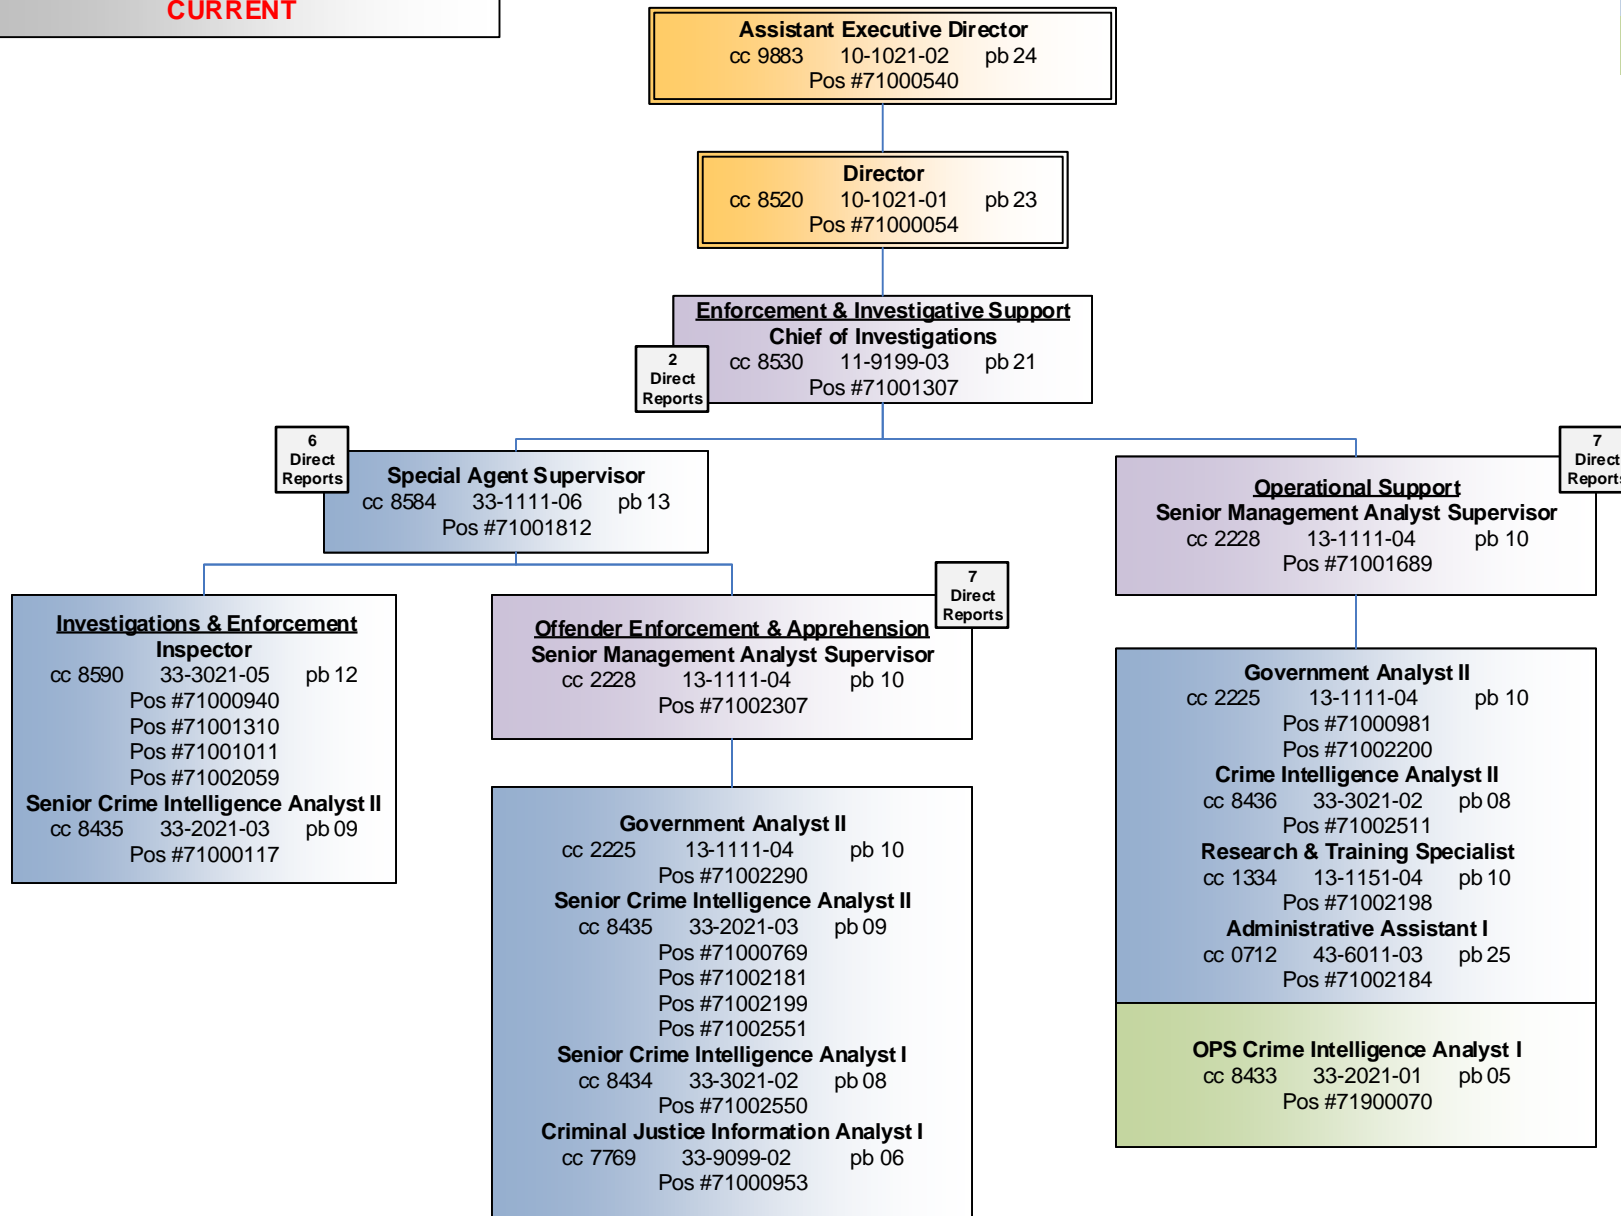 CURRENT
Assistant Executive Director
cc 9883 10-1021-02 pb 24
Pos #71000540
Director
cc 8520 10-1021-01 pb 23
Pos #71000054
Enforcement & Investigative Support
Chief of Investigations
cc 8530 11-9199-03 pb 21
Pos #71001307
2
Direct
Reports
6
Direct
Reports
Special Agent Supervisor
cc 8584 33-1111-06 pb 13
Pos #71001812
7
Direct
Reports
Operational Support
Senior Management Analyst Supervisor
cc 2228 13-1111-04 pb 10
Pos #71001689
Investigations & Enforcement
Inspector
cc 8590 33-3021-05 pb 12
Pos #71000940
Pos #71001310
Pos #71001011
Pos #71002059
Senior Crime Intelligence Analyst II
cc 8435 33-2021-03 pb 09
Pos #71000117
7
Direct
Reports
Offender Enforcement & Apprehension
Senior Management Analyst Supervisor
cc 2228 13-1111-04 pb 10
Pos #71002307
Government Analyst II
cc 2225 13-1111-04 pb 10
Pos #71002290
Senior Crime Intelligence Analyst II
cc 8435 33-2021-03 pb 09
Pos #71000769
Pos #71002181
Pos #71002199
Pos #71002551
Senior Crime Intelligence Analyst I
cc 8434 33-3021-02 pb 08
Pos #71002550
Criminal Justice Information Analyst I
cc 7769 33-9099-02 pb 06
Pos #71000953
Government Analyst II
cc 2225 13-1111-04 pb 10
Pos #71000981
Pos #71002200
Crime Intelligence Analyst II
cc 8436 33-3021-02 pb 08
Pos #71002511
Research & Training Specialist
cc 1334 13-1151-04 pb 10
Pos #71002198
Administrative Assistant I
cc 0712 43-6011-03 pb 25
Pos #71002184
OPS Crime Intelligence Analyst I
cc 8433 33-2021-01 pb 05
Pos #71900070